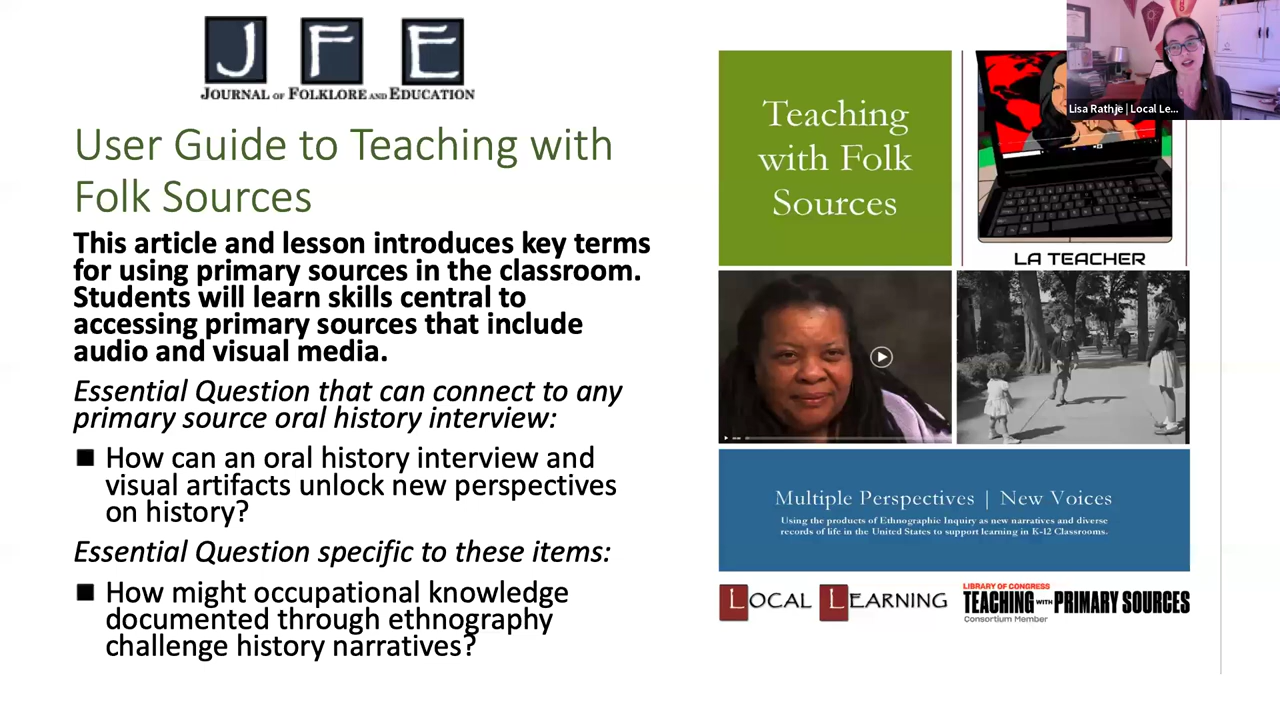 J F E
JOURNAL OF FOLKLORE AND EDUCATION
User Guide to Teaching with
Folk Sources
This article and lesson introduces key terms
for using primary sources in the classroom.
Students will learn skills central to
accessing primary sources that include
audio and visual media.
Essential Question that can connect to any
primary source oral history interview:
How can an oral history interview and
visual artifacts unlock new perspectives
on history?
Essential Question specific to these items:
How might occupational knowledge
documented through ethnography
challenge history narratives?
Lisa Rathje | Local Le...
Teaching
with Folk
Sources
LA TEACHER
Multiple Perspectives | New Voices
Using the products of Ethnographic Inquiry as new narratives and diverse
records of life in the United States to support learning in K-12 Classrooms.
LOCAL LEARNING
LIBRARY OF CONGRESS
TEACHING WITH PRIMARY SOURCES
Consortium Member